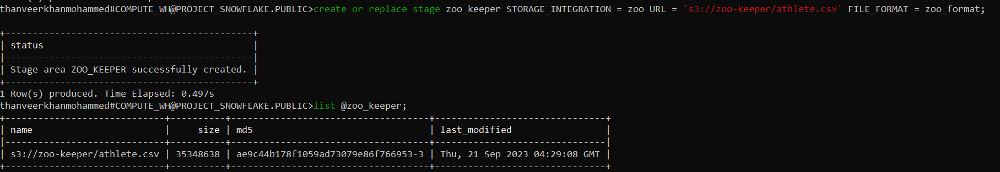 thanveerkhanmohammed#COMPUTE_WH@PROJECT_SNOWFLAKE.PUBLIC>create or replace stage zoo_keeper STORAGE_INTEGRATION = zoo URL = 's3://zoo-keeper/athlete.csv' FILE_FORMAT = zoo_format;
+---------------------------------------------+
| status                                      |
|---------------------------------------------|
| Stage area ZOO_KEEPER successfully created. |
+---------------------------------------------+
1 Row(s) produced. Time Elapsed: 0.497s
thanveerkhanmohammed#COMPUTE_WH@PROJECT_SNOWFLAKE.PUBLIC>list @zoo_keeper;
+-----------------------------+----------+------------------------------------+-------------------------------+
| name                        |     size | md5                                | last_modified                 |
|-----------------------------+----------+------------------------------------+-------------------------------|
| s3://zoo-keeper/athlete.csv | 35348638 | ae9c44b178f1059ad73079e86f766953-3 | Thu, 21 Sep 2023 04:29:08 GMT |
+-----------------------------+----------+------------------------------------+-------------------------------+